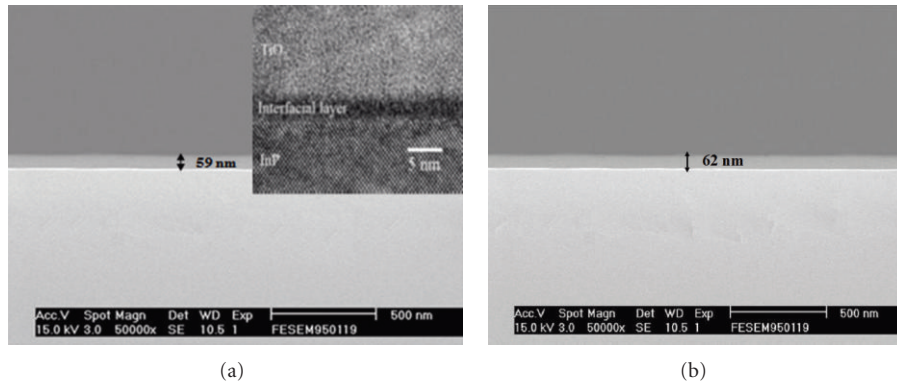 TiO₂
Interfacial layer
InP
5 nm
59 nm
Acc.V Spot Magn Det WD Exp 500 nm
15.0 kV 3.0 50000x SE 10.5 1 FESEM950119
(a)
62 nm
Acc.V Spot Magn Det WD Exp 500 nm
15.0 kV 3.0 50000x SE 10.5 1 FESEM950119
(b)